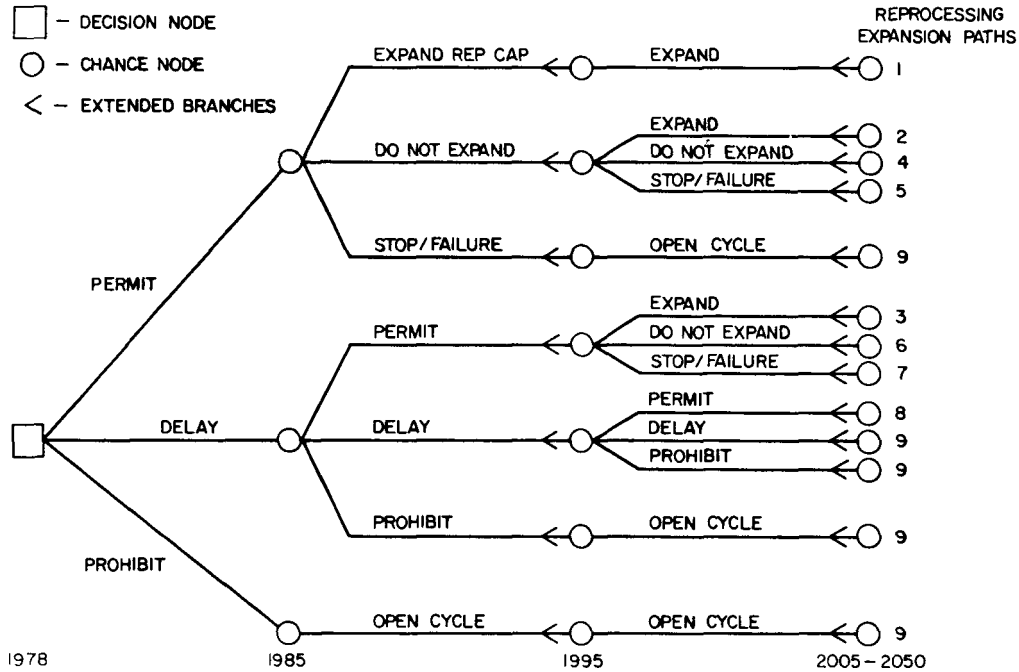 – DECISION NODE
– CHANCE NODE
– EXTENDED BRANCHES
REPROCESSING
EXPANSION PATHS
EXPAND REP CAP
EXPAND
1
DO NOT EXPAND
EXPAND
2
DO NOT EXPAND
4
STOP/FAILURE
5
STOP/FAILURE
OPEN CYCLE
9
PERMIT
PERMIT
EXPAND
3
DO NOT EXPAND
6
STOP/FAILURE
7
DELAY
DELAY
PERMIT
8
DELAY
9
PROHIBIT
9
PROHIBIT
OPEN CYCLE
9
PROHIBIT
OPEN CYCLE
OPEN CYCLE
9
1978
1985
1995
2005–2050